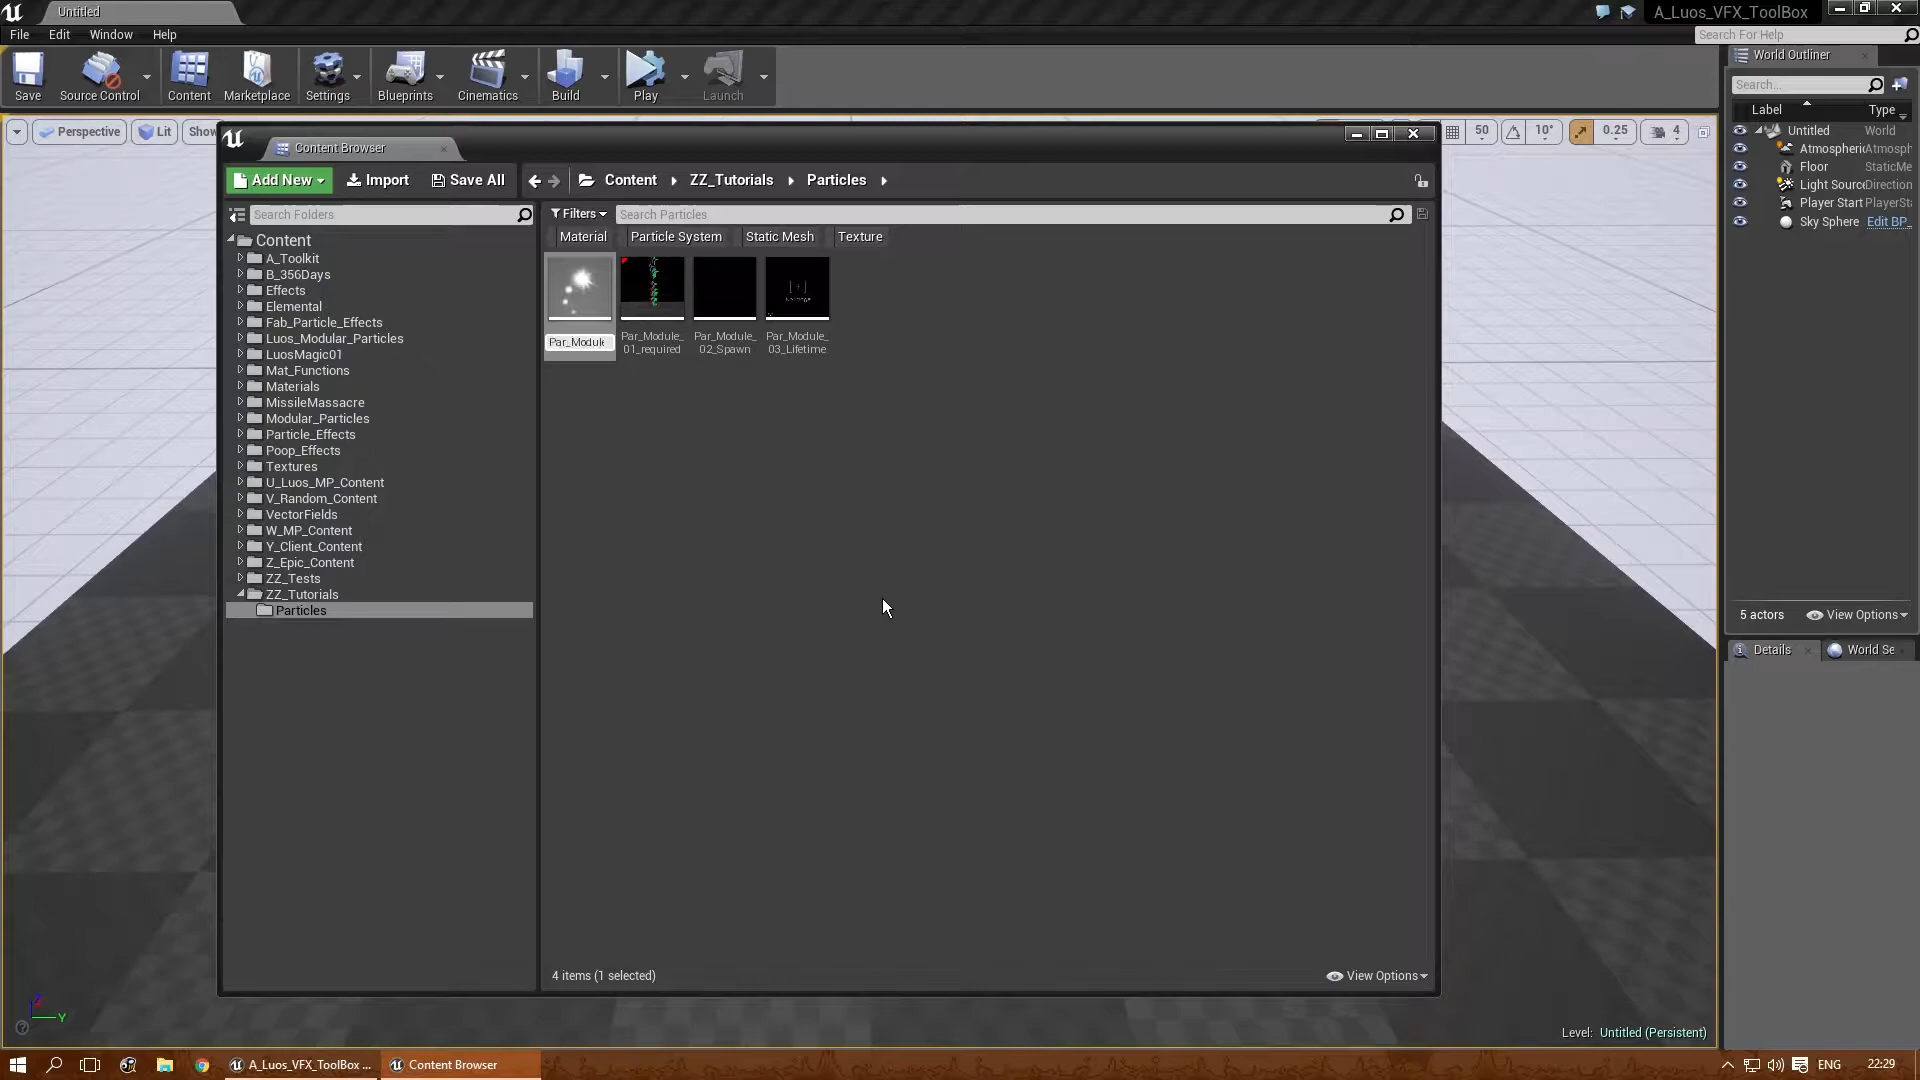 Untitled
A_Luos_VFX_ToolBox
File Edit Window Help
Search For Help
Save
Source Control
Content
Marketplace
Settings
Blueprints
Cinematics
Build
Play
Launch
World Outliner
Search...
Label Type
Untitled World
Atmospheric Atmosph
Floor StaticMe
Light Source Direction
Player Start PlayerSta
Sky Sphere Edit BP_
5 actors View Options
Details World Se
Perspective Lit Show
50 10° 0.25 4
Content Browser
Add New Import Save All
Content ZZ_Tutorials Particles
Search Folders
Filters Search Particles
Material Particle System Static Mesh Texture
Content
A_Toolkit
B_356Days
Effects
Elemental
Fab_Particle_Effects
Luos_Modular_Particles
LuosMagic01
Mat_Functions
Materials
MissileMassacre
Modular_Particles
Particle_Effects
Poop_Effects
Textures
U_Luos_MP_Content
V_Random_Content
VectorFields
W_MP_Content
Y_Client_Content
Z_Epic_Content
ZZ_Tests
ZZ_Tutorials
Particles
Par_Module
Par_Module_
01_required
Par_Module_
02_Spawn
Par_Module_
03_Lifetime
4 items (1 selected)
View Options
Z
Y
Level: Untitled (Persistent)
A_Luos_VFX_ToolBox ...
Content Browser
ENG 22:29